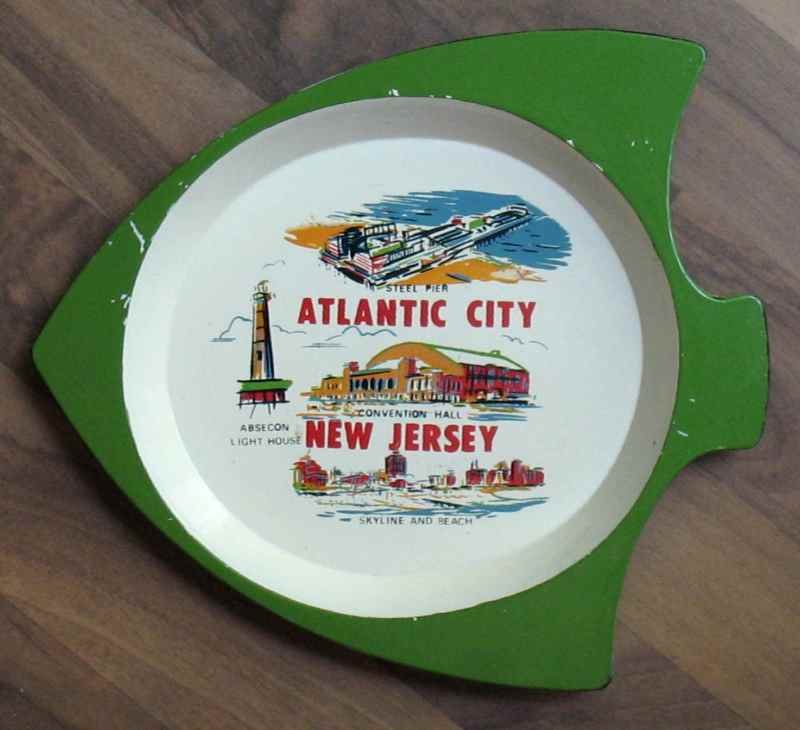 STEEL PIER
ATLANTIC CITY
CONVENTION HALL
ABSECON
LIGHT HOUSE
NEW JERSEY
SKYLINE AND BEACH